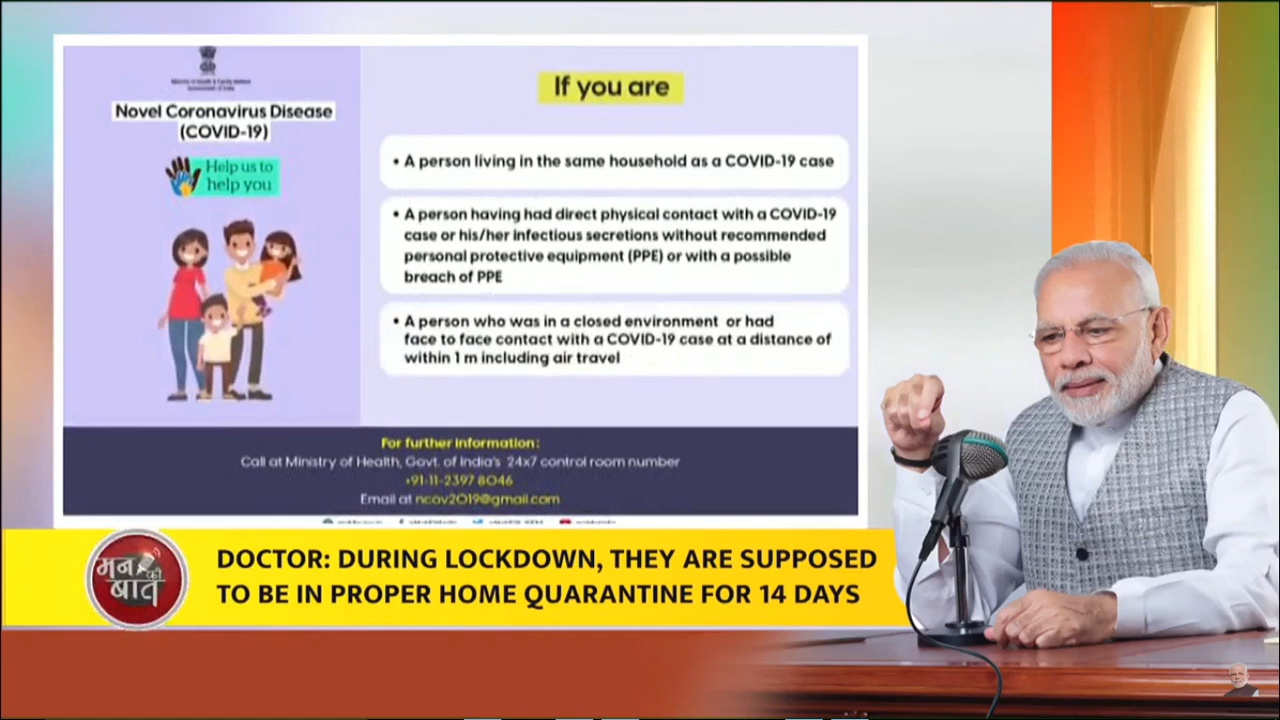 Ministry of Health & Family Welfare
Government of India
Novel Coronavirus Disease
(COVID-19)
Help us to
help you
If you are
• A person living in the same household as a COVID-19 case
• A person having had direct physical contact with a COVID-19
case or his/her infectious secretions without recommended
personal protective equipment (PPE) or with a possible
breach of PPE
• A person who was in a closed environment or had
face to face contact with a COVID-19 case at a distance of
within 1 m including air travel
For further information :
Call at Ministry of Health, Govt. of India's 24x7 control room number
+91-11-2397 8046
Email at ncov2019@gmail.com
मन की बात
DOCTOR: DURING LOCKDOWN, THEY ARE SUPPOSED
TO BE IN PROPER HOME QUARANTINE FOR 14 DAYS